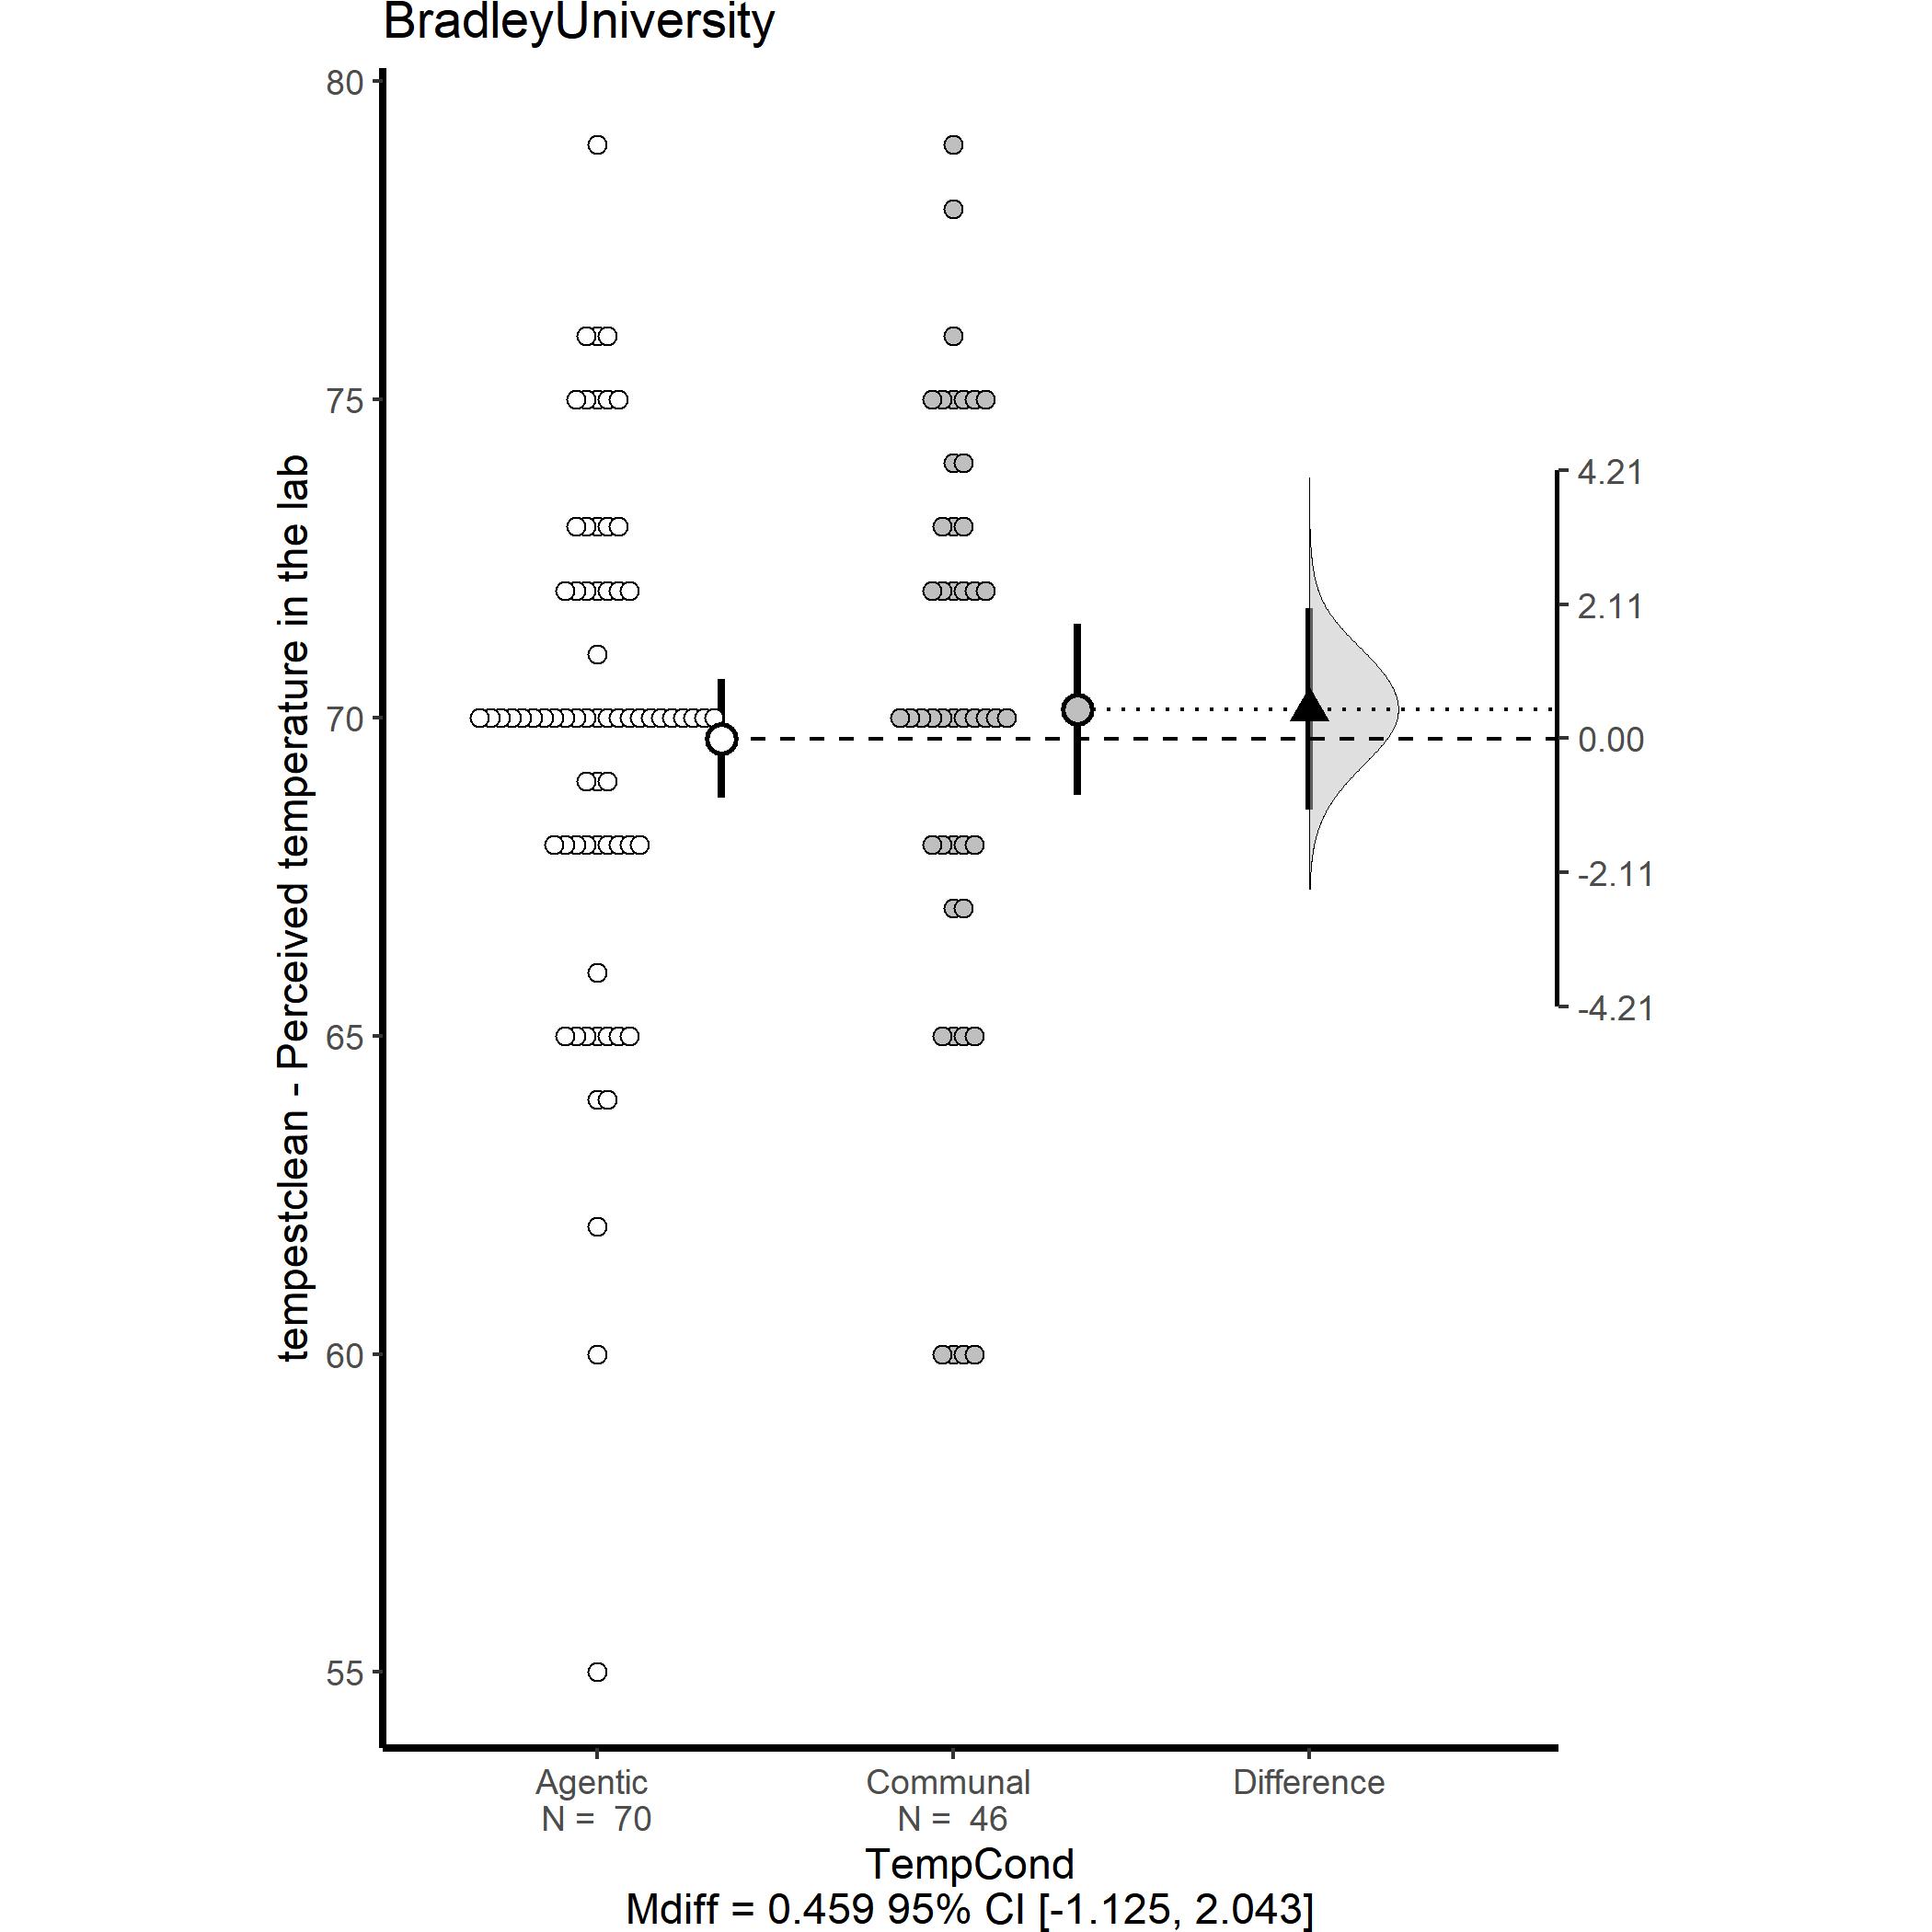 BradleyUniversity
80
75
70
65
60
55
tempestclean - Perceived temperature in the lab
4.21
2.11
0.00
-2.11
-4.21
Agentic
N =  70
Communal
N =  46
Difference
TempCond
Mdiff = 0.459 95% CI [-1.125, 2.043]